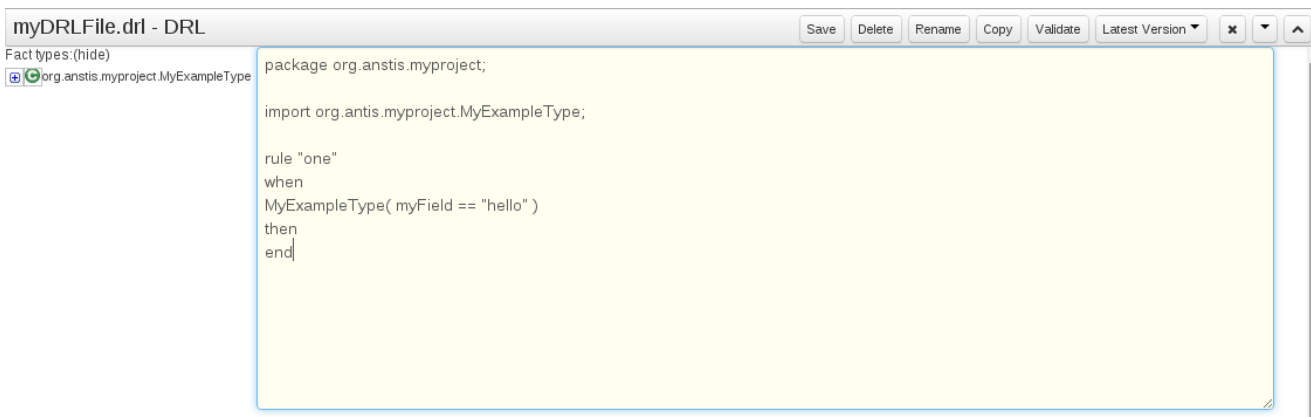 myDRLFile.drl - DRL
Save Delete Rename Copy Validate Latest Version
Fact types:(hide)
org.anstis.myproject.MyExampleType
package org.anstis.myproject;
import org.antis.myproject.MyExampleType;
rule "one"
when
MyExampleType( myField == "hello" )
then
end